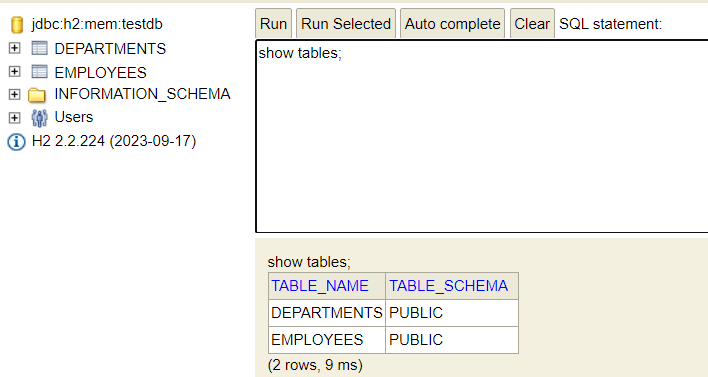 jdbc:h2:mem:testdb
DEPARTMENTS
EMPLOYEES
INFORMATION_SCHEMA
Users
H2 2.2.224 (2023-09-17)
Run Run Selected Auto complete Clear SQL statement:
show tables;
show tables;
TABLE_NAME TABLE_SCHEMA
DEPARTMENTS PUBLIC
EMPLOYEES PUBLIC
(2 rows, 9 ms)